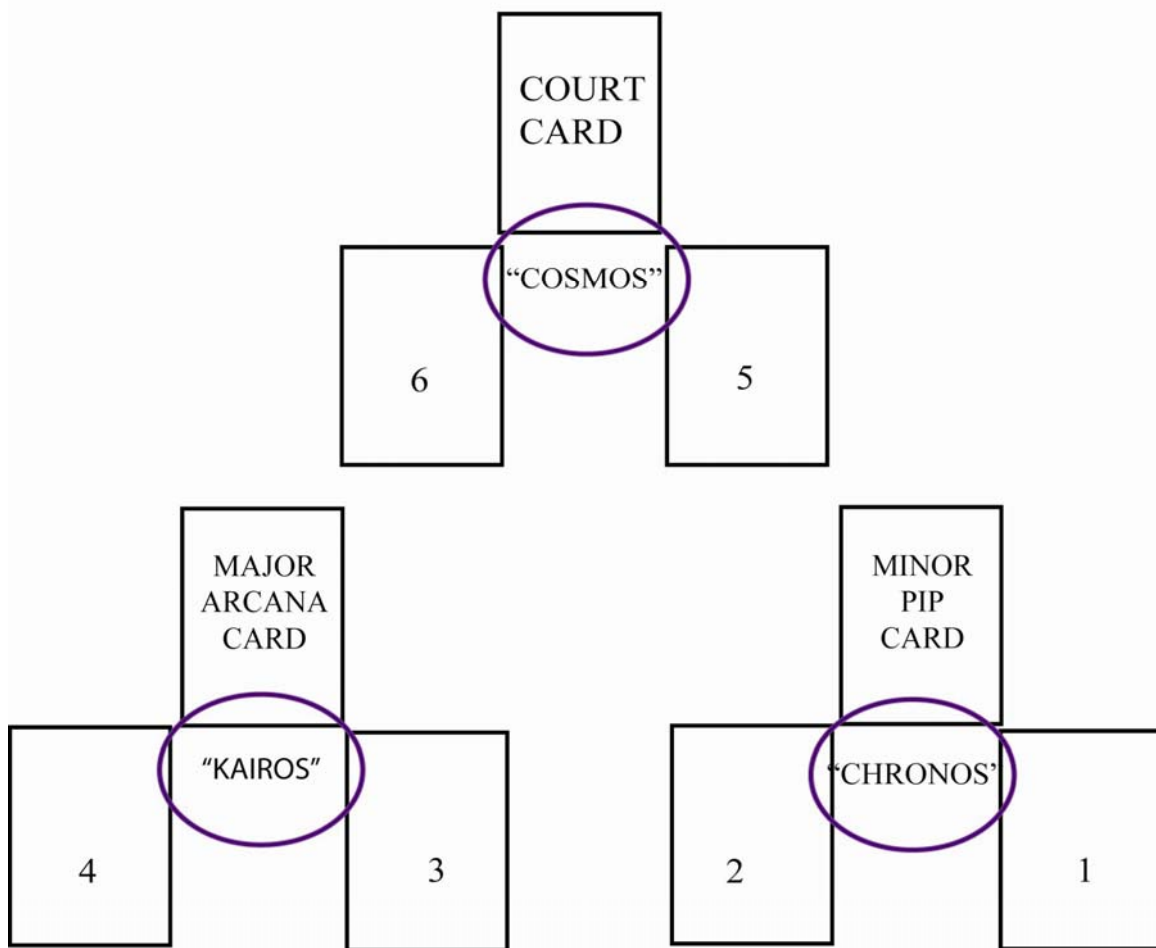 COURT
CARD
“COSMOS”
6
5
MAJOR
ARCANA
CARD
MINOR
PIP
CARD
“KAIROS”
“CHRONOS’
4
3
2
1